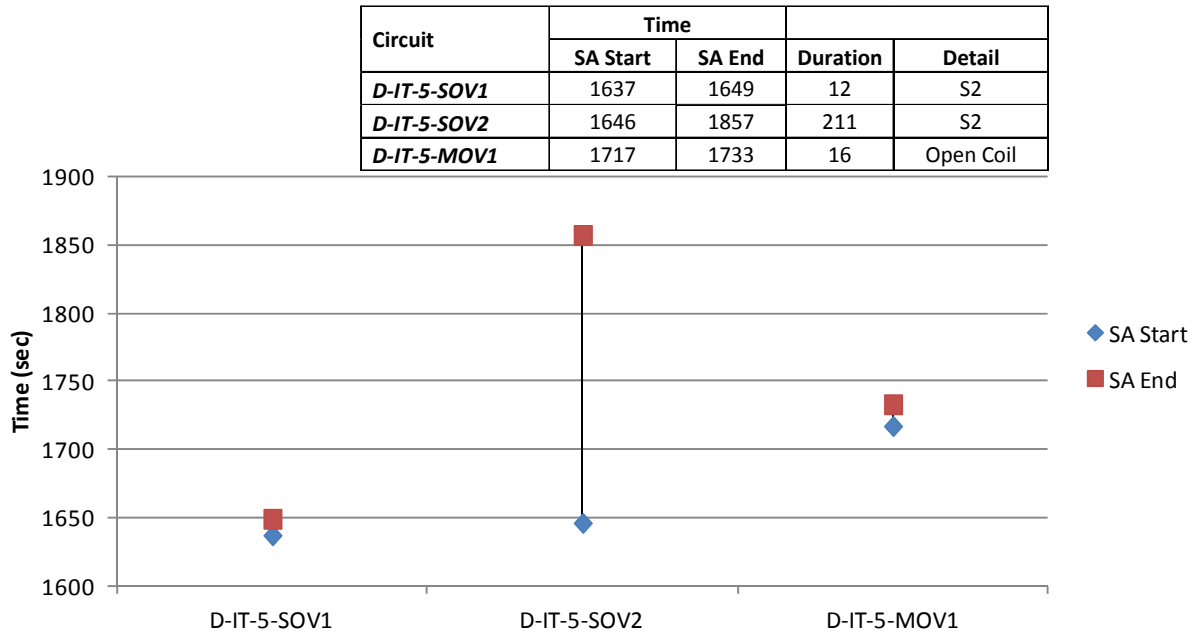 Circuit Time
SA Start SA End Duration Detail
D-IT-5-SOV1 1637 1649 12 S2
D-IT-5-SOV2 1646 1857 211 S2
D-IT-5-MOV1 1717 1733 16 Open Coil
1900
1850
1800
1750
1700
1650
1600
Time (sec)
D-IT-5-SOV1 D-IT-5-SOV2 D-IT-5-MOV1
SA Start
SA End